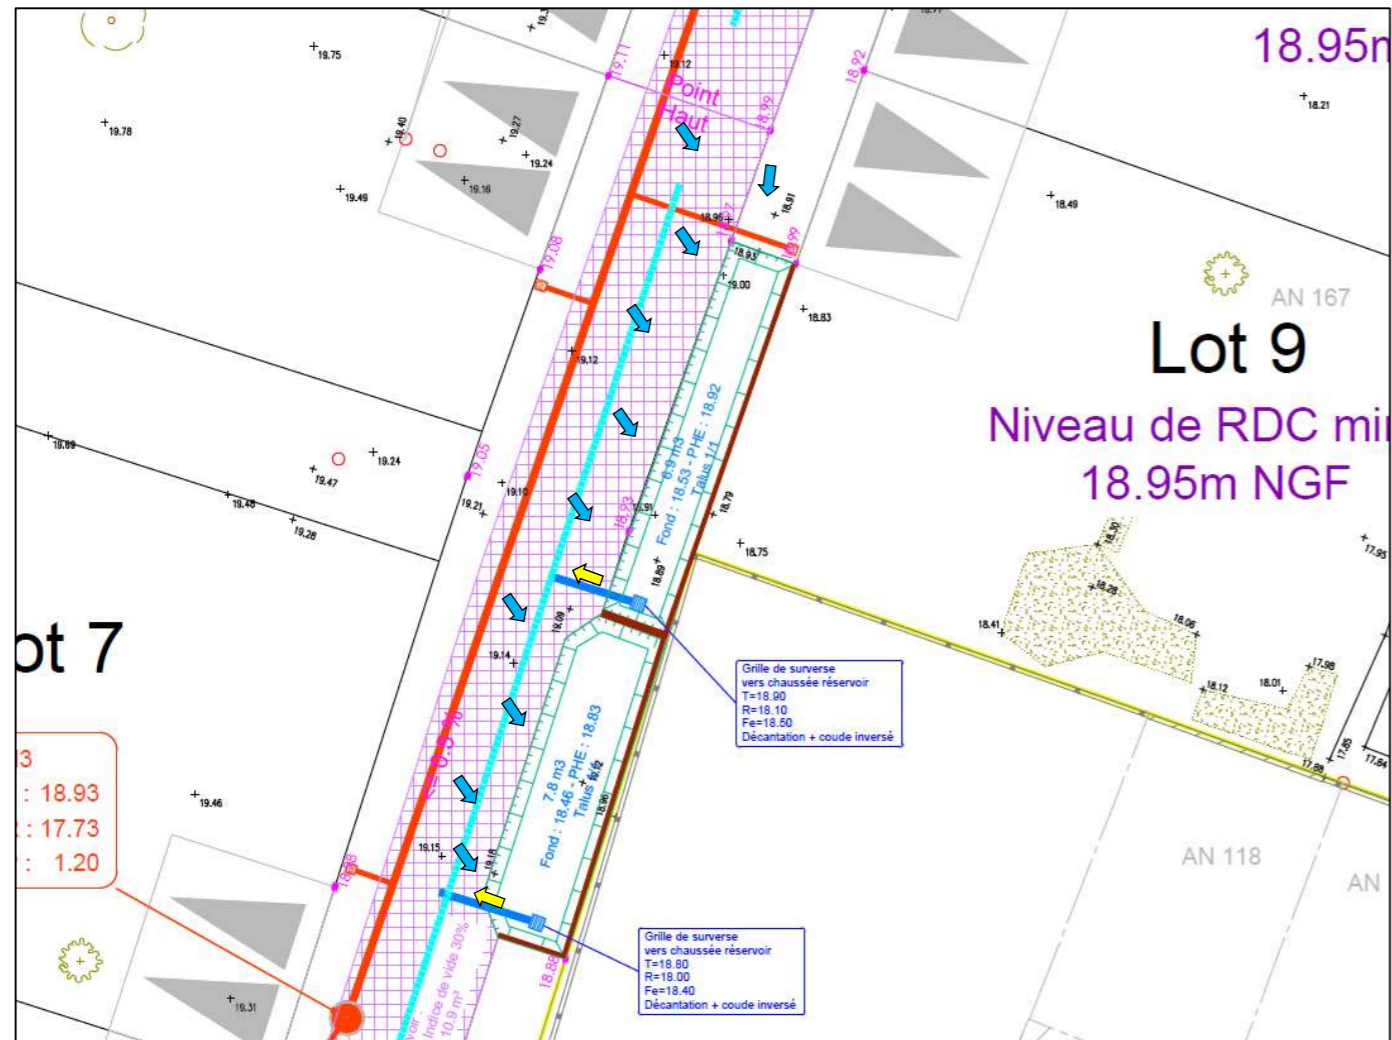 18.95m
Point
Haut
19.11
19.12
18.99
18.92
19.75
19.78
19.40
19.27
19.24
19.16
19.49
18.21
18.49
18.91
18.93
19.00
18.99
18.83
19.08
19.12
AN 167
Lot 9
Niveau de RDC
18.95m NGF
6.9 m3
Fond : 18.53 - PHE : 18.92
Talus 1/1
19.69
19.24
19.47
19.48
19.28
19.05
19.21
19.10
18.93
18.79
18.75
18.89
19.09
19.14
18.30
18.28
18.41
18.06
17.95
17.98
18.01
18.12
17.85
17.84
17.88
ot 7
Grille de surverse
vers chaussée réservoir
T=18.90
R=18.10
Fe=18.50
Décantation + coude inversé
7.8 m3
Fond : 18.46 - PHE : 18.83
Talus
18.96
: 18.93
: 17.73
: 1.20
19.46
19.15
19.18
19.31
AN 118
AN
Grille de surverse
vers chaussée réservoir
T=18.80
R=18.00
Fe=18.40
Décantation + coude inversé
18.88
Indice de vide 30%
10.9 m³